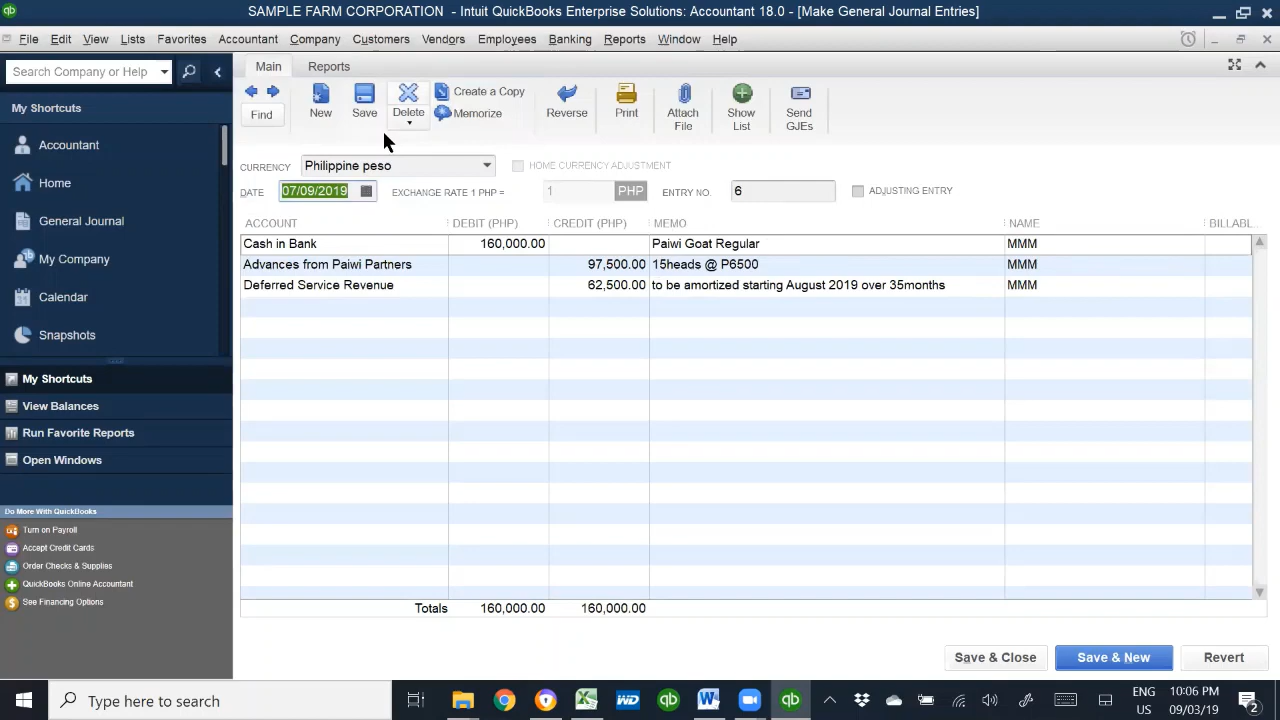 SAMPLE FARM CORPORATION - Intuit QuickBooks Enterprise Solutions: Accountant 18.0 - [Make General Journal Entries]
File Edit View Lists Favorites Accountant Company Customers Vendors Employees Banking Reports Window Help
Search Company or Help
My Shortcuts
Accountant
Home
General Journal
My Company
Calendar
Snapshots
My Shortcuts
View Balances
Run Favorite Reports
Open Windows
Do More With QuickBooks
Turn on Payroll
Accept Credit Cards
Order Checks & Supplies
QuickBooks Online Accountant
See Financing Options
Main Reports
Find
New
Save
Delete
Create a Copy
Memorize
Reverse
Print
Attach
File
Show
List
Send
GJEs
CURRENCY Philippine peso HOME CURRENCY ADJUSTMENT
DATE 07/09/2019 EXCHANGE RATE 1 PHP = 1 PHP ENTRY NO. 6 ADJUSTING ENTRY
ACCOUNT DEBIT (PHP) CREDIT (PHP) MEMO NAME BILLABL...
Cash in Bank 160,000.00 Paiwi Goat Regular MMM
Advances from Paiwi Partners 97,500.00 15heads @ P6500 MMM
Deferred Service Revenue 62,500.00 to be amortized starting August 2019 over 35months MMM
Totals 160,000.00 160,000.00
Save & Close Save & New Revert
Type here to search
ENG
US
10:06 PM
09/03/19
2